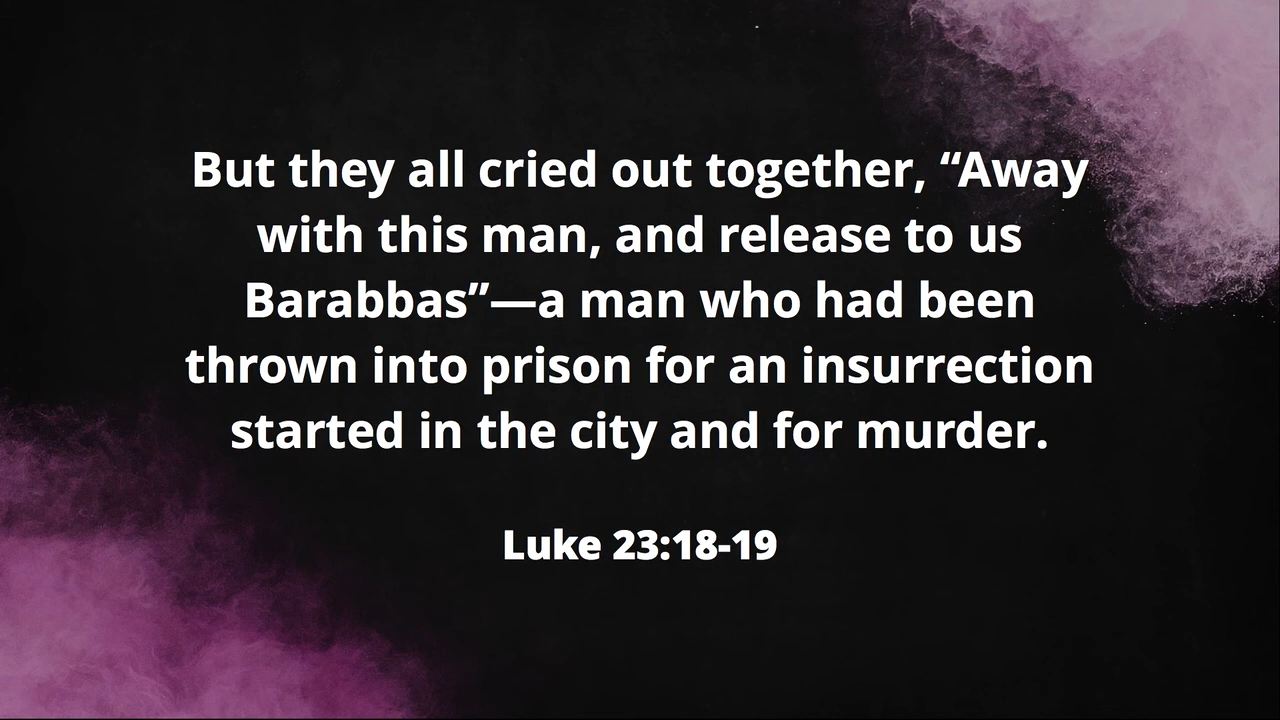 But they all cried out together, “Away
with this man, and release to us
Barabbas”—a man who had been
thrown into prison for an insurrection
started in the city and for murder.
Luke 23:18-19